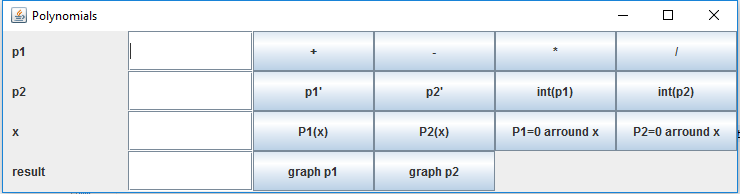 Polynomials
p1 + - * /
p2 p1' p2' int(p1) int(p2)
x P1(x) P2(x) P1=0 arround x P2=0 arround x
result graph p1 graph p2